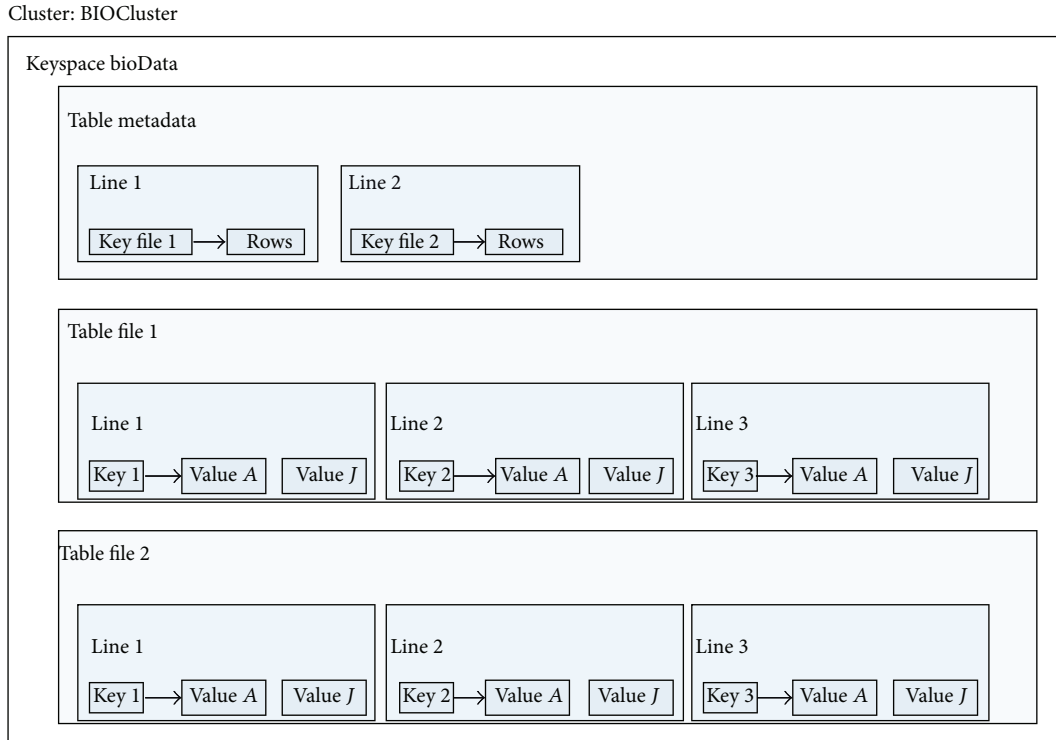 Cluster: BIOCluster
Keyspace bioData
Table metadata
Line 1 Line 2
Key file 1 Rows Key file 2 Rows
Table file 1
Line 1 Line 2 Line 3
Key 1 Value A Value J Key 2 Value A Value J Key 3 Value A Value J
Table file 2
Line 1 Line 2 Line 3
Key 1 Value A Value J Key 2 Value A Value J Key 3 Value A Value J